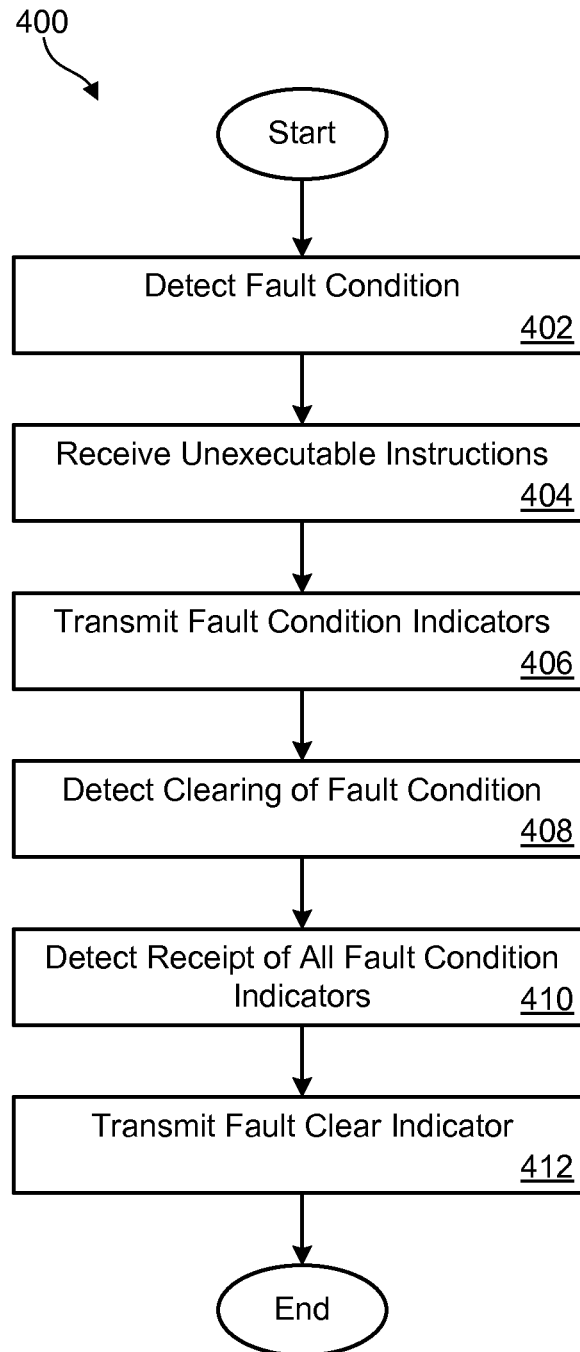 400
Start
Detect Fault Condition
402
Receive Unexecutable Instructions
404
Transmit Fault Condition Indicators
406
Detect Clearing of Fault Condition
408
Detect Receipt of All Fault Condition
Indicators
410
Transmit Fault Clear Indicator
412
End